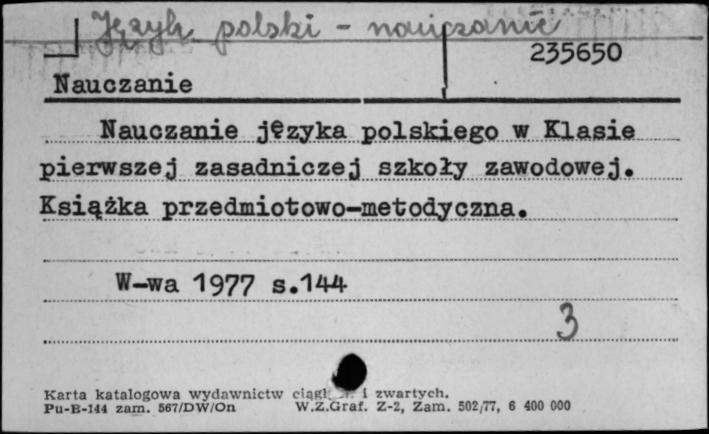 Język polski - nauczanie
235650
Nauczanie
Nauczanie języka polskiego w Klasie
pierwszej zasadniczej szkoły zawodowej.
Książka przedmiotowo-metodyczna.
W-wa 1977 s.144
3
Karta katalogowa wydawnictw i zwartych.
Pu-B-144 zam. 567/DW/On W.Z.Graf. Z-2, Zam. 502/77, 6 400 000